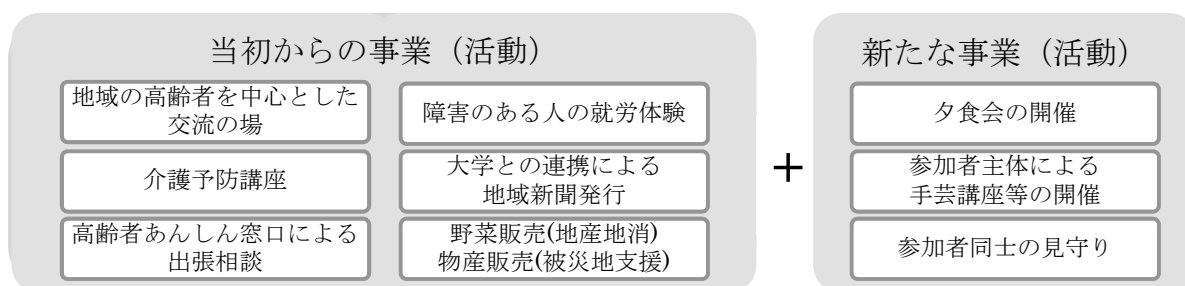 当初からの事業（活動）
地域の高齢者を中心とした
交流の場
障害のある人の就労体験
介護予防講座
大学との連携による
地域新聞発行
高齢者あんしん窓口による
出張相談
野菜販売(地産地消)
物産販売(被災地支援)
＋
新たな事業（活動）
夕食会の開催
参加者主体による
手芸講座等の開催
参加者同士の見守り